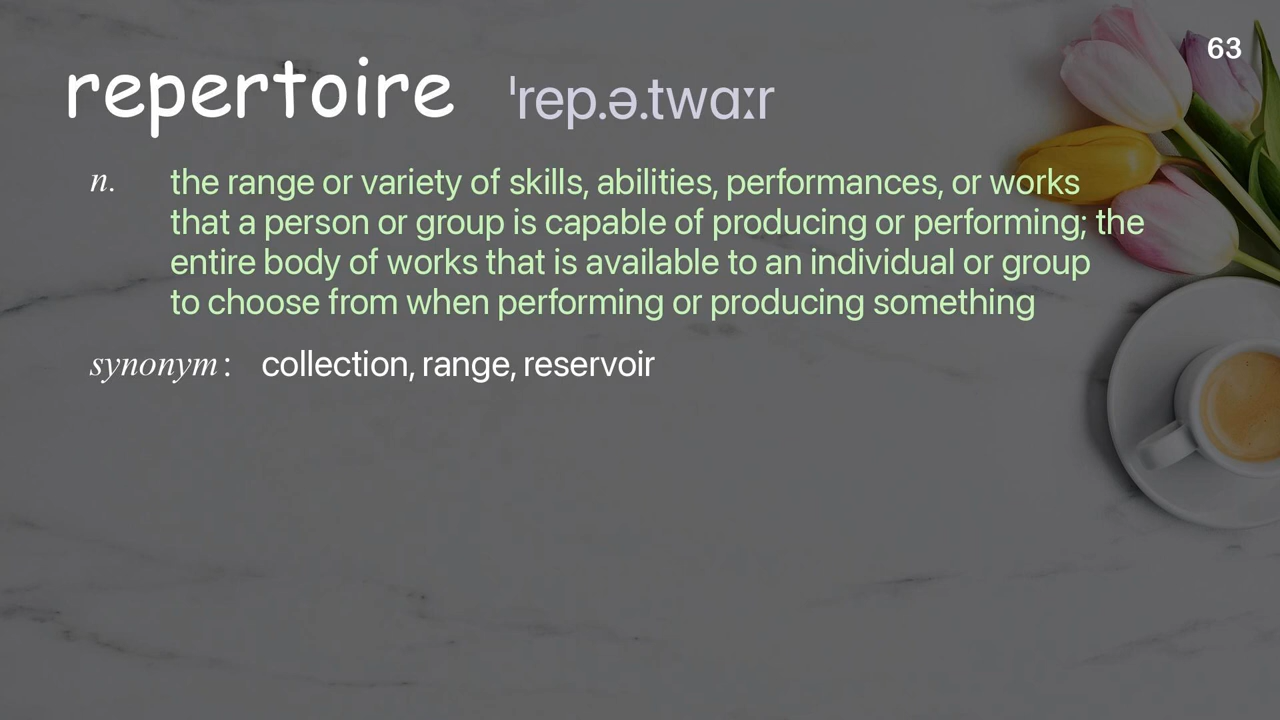 63
repertoire ˈrep.ə.twɑːr
n. the range or variety of skills, abilities, performances, or works
that a person or group is capable of producing or performing; the
entire body of works that is available to an individual or group
to choose from when performing or producing something
synonym: collection, range, reservoir